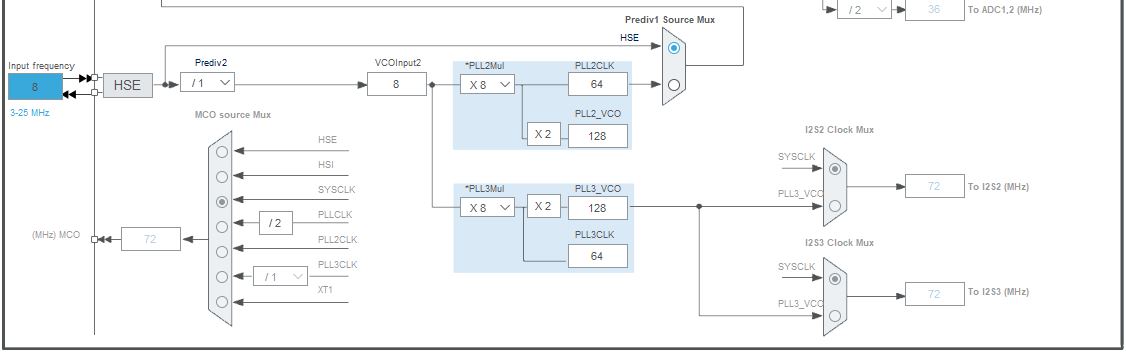 / 2
36
To ADC1,2 (MHz)
Prediv1 Source Mux
HSE
Input frequency
8
3-25 MHz
HSE
Prediv2
/ 1
VCOInput2
8
*PLL2Mul
X 8
PLL2CLK
64
PLL2_VCO
X 2
128
MCO source Mux
HSE
HSI
SYSCLK
PLLCLK
/ 2
PLL2CLK
PLL3CLK
/ 1
XT1
(MHz) MCO
72
*PLL3Mul
X 8
X 2
PLL3_VCO
128
PLL3CLK
64
I2S2 Clock Mux
SYSCLK
PLL3_VCO
72
To I2S2 (MHz)
I2S3 Clock Mux
SYSCLK
PLL3_VCO
72
To I2S3 (MHz)